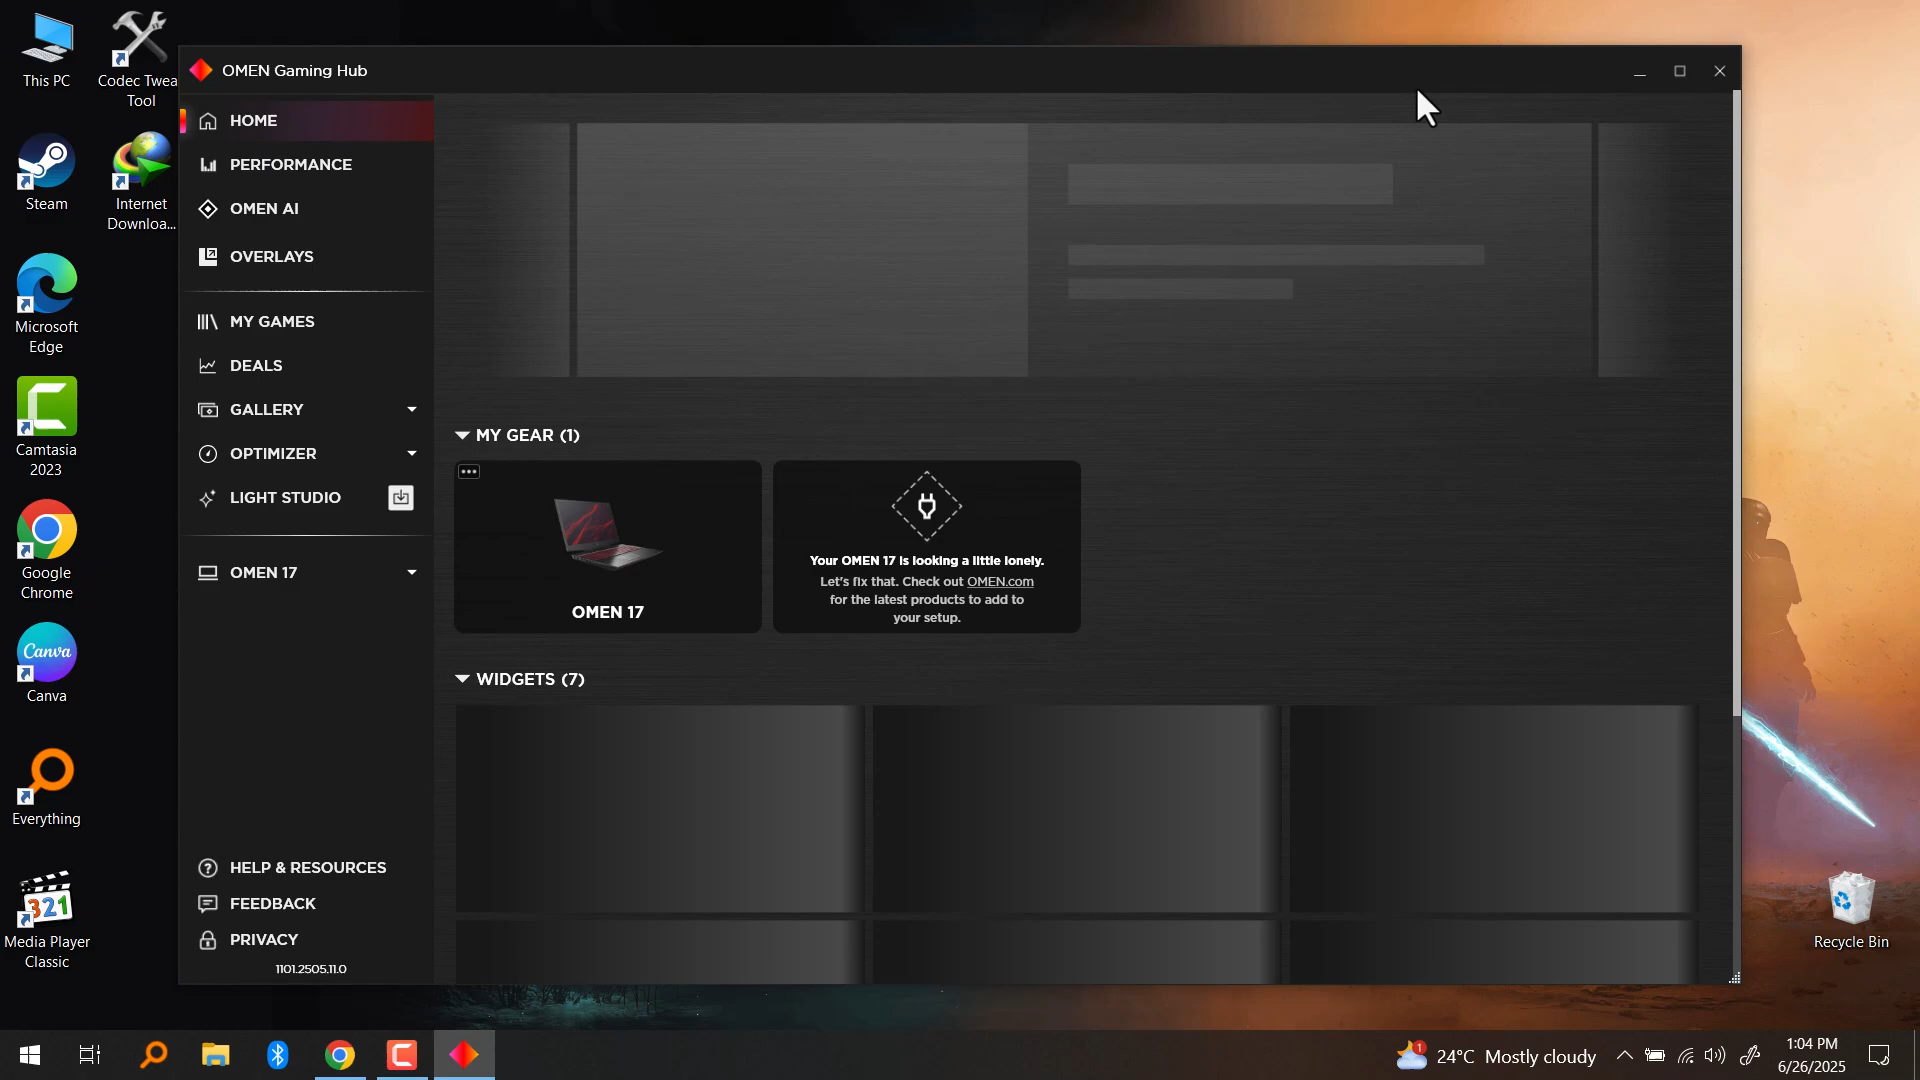 This PC
Codec Twea
Tool
Steam
Internet
Downloa...
Microsoft
Edge
Camtasia
2023
Google
Chrome
Canva
Canva
Everything
321
Media Player
Classic
OMEN Gaming Hub
HOME
PERFORMANCE
OMEN AI
OVERLAYS
MY GAMES
DEALS
GALLERY
OPTIMIZER
LIGHT STUDIO
OMEN 17
HELP & RESOURCES
FEEDBACK
PRIVACY
1101.2505.11.0
MY GEAR (1)
OMEN 17
Your OMEN 17 is looking a little lonely.
Let's fix that. Check out OMEN.com
for the latest products to add to
your setup.
WIDGETS (7)
Recycle Bin
1
24°C Mostly cloudy
1:04 PM
6/26/2025